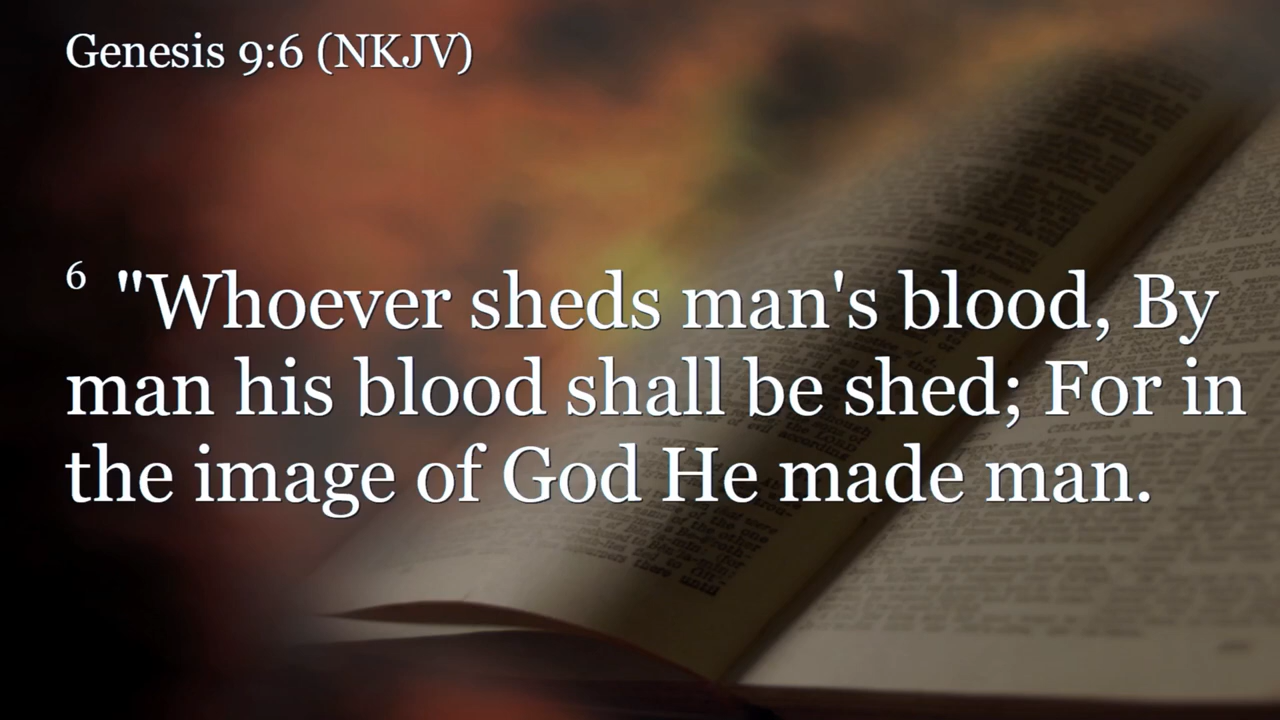 Genesis 9:6 (NKJV)
6 "Whoever sheds man's blood, By
man his blood shall be shed; For in
the image of God He made man.